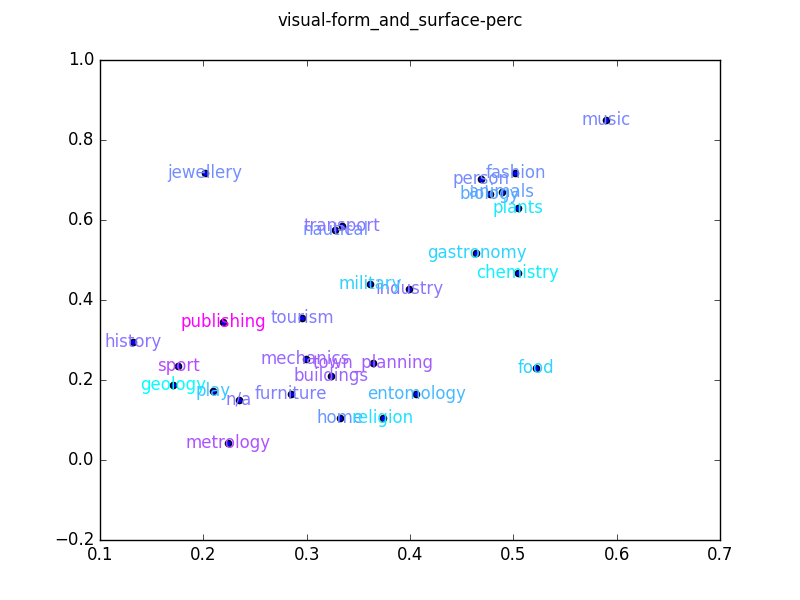 visual-form_and_surface-perc
1.0
music
0.8
jewellery
fashion
person
animals
biology
plants
0.6
transport
nautical
gastronomy
chemistry
military
industry
0.4
publishing
tourism
history
mechanics
town_planning
sport
food
buildings
0.2
geology
play
n/a
furniture
entomology
home
religion
metrology
0.0
−0.2
0.1
0.2
0.3
0.4
0.5
0.6
0.7